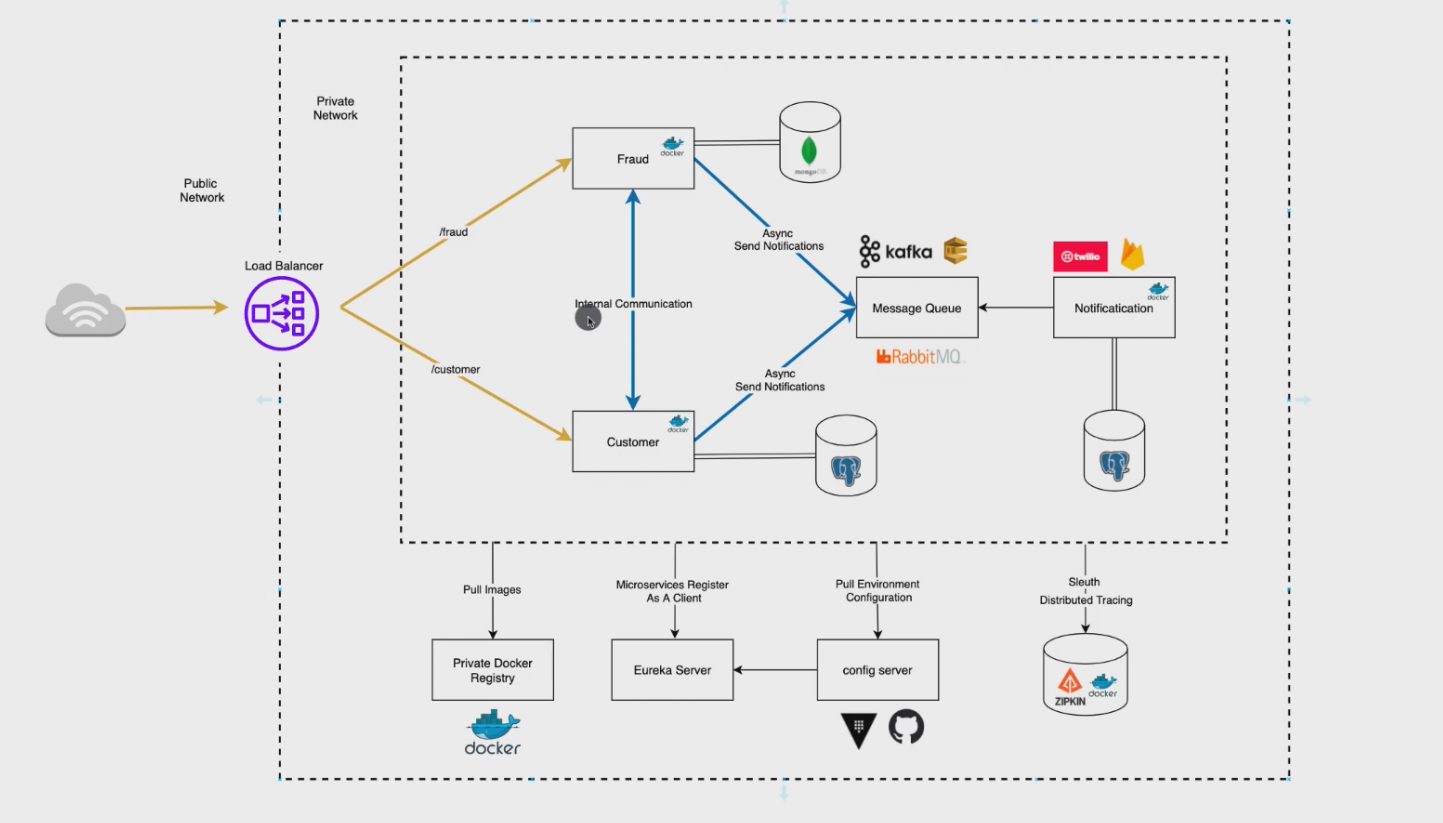 Private
Network
Public
Network
Load Balancer
/fraud
/customer
Fraud
docker
mongoDB
Internal Communication
Async
Send Notifications
kafka
Message Queue
RabbitMQ
twilio
docker
Notificatication
Async
Send Notifications
docker
Customer
Pull Images
Microservices Register
As A Client
Pull Environment
Configuration
Sleuth
Distributed Tracing
Private Docker
Registry
docker
Eureka Server
config server
ZIPKIN
docker